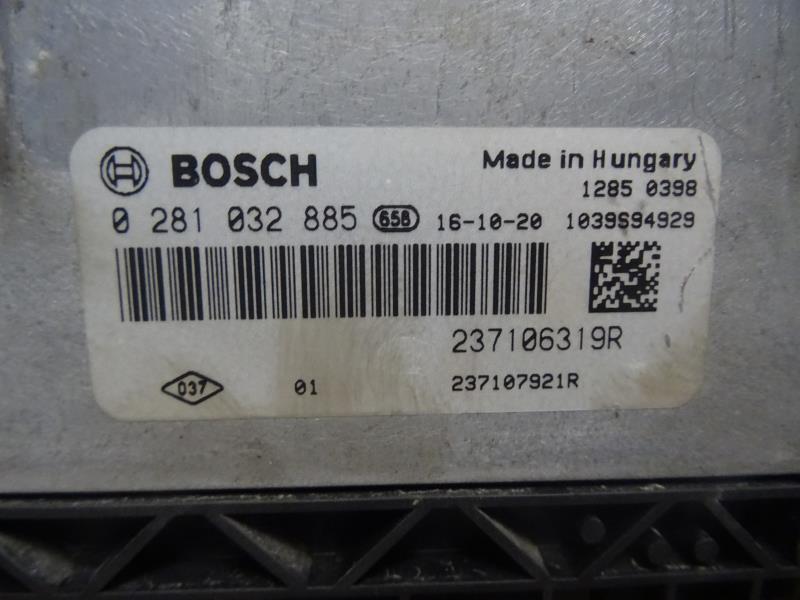 BOSCH
Made in Hungary
1285 0398
0 281 032 885 658 16-10-20 1039S94929
237106319R
037 01 237107921R